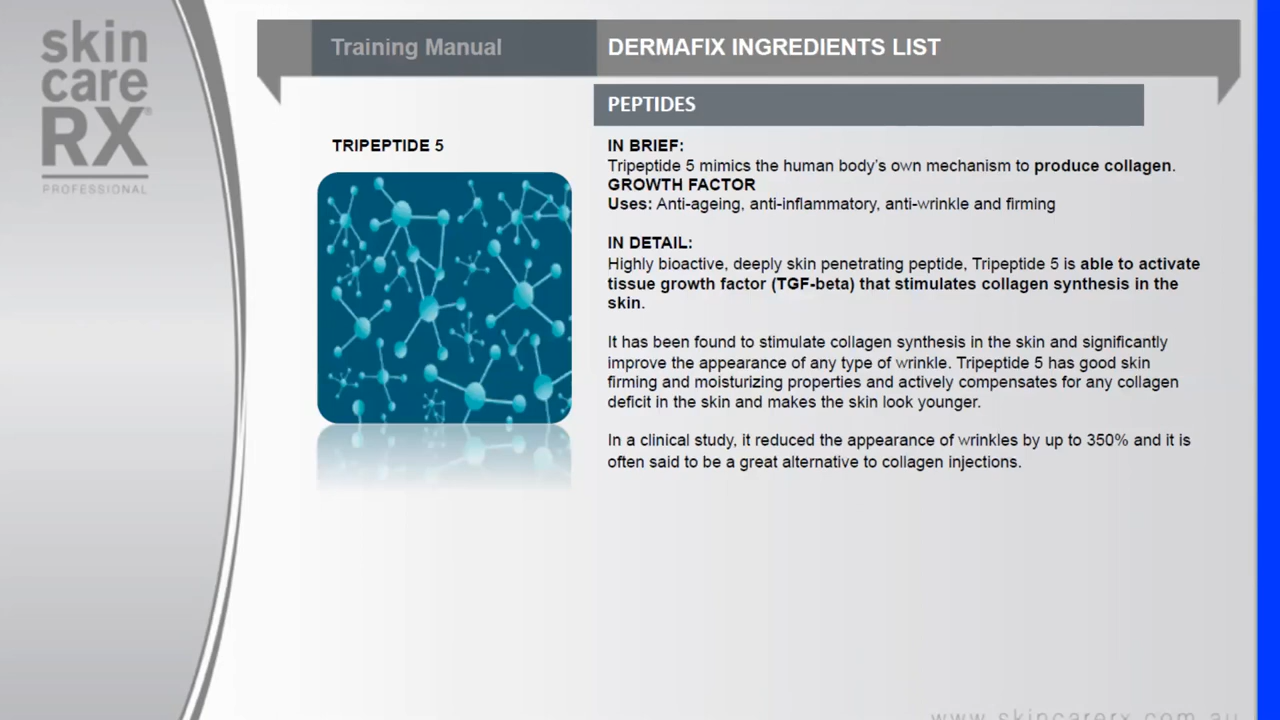 skin
care
RX®
PROFESSIONAL
Training Manual
DERMAFIX INGREDIENTS LIST
PEPTIDES
TRIPEPTIDE 5
IN BRIEF:
Tripeptide 5 mimics the human body's own mechanism to produce collagen.
GROWTH FACTOR
Uses: Anti-ageing, anti-inflammatory, anti-wrinkle and firming
IN DETAIL:
Highly bioactive, deeply skin penetrating peptide, Tripeptide 5 is able to activate
tissue growth factor (TGF-beta) that stimulates collagen synthesis in the
skin.
It has been found to stimulate collagen synthesis in the skin and significantly
improve the appearance of any type of wrinkle. Tripeptide 5 has good skin
firming and moisturizing properties and actively compensates for any collagen
deficit in the skin and makes the skin look younger.
In a clinical study, it reduced the appearance of wrinkles by up to 350% and it is
often said to be a great alternative to collagen injections.
www.skincarerx.com.au